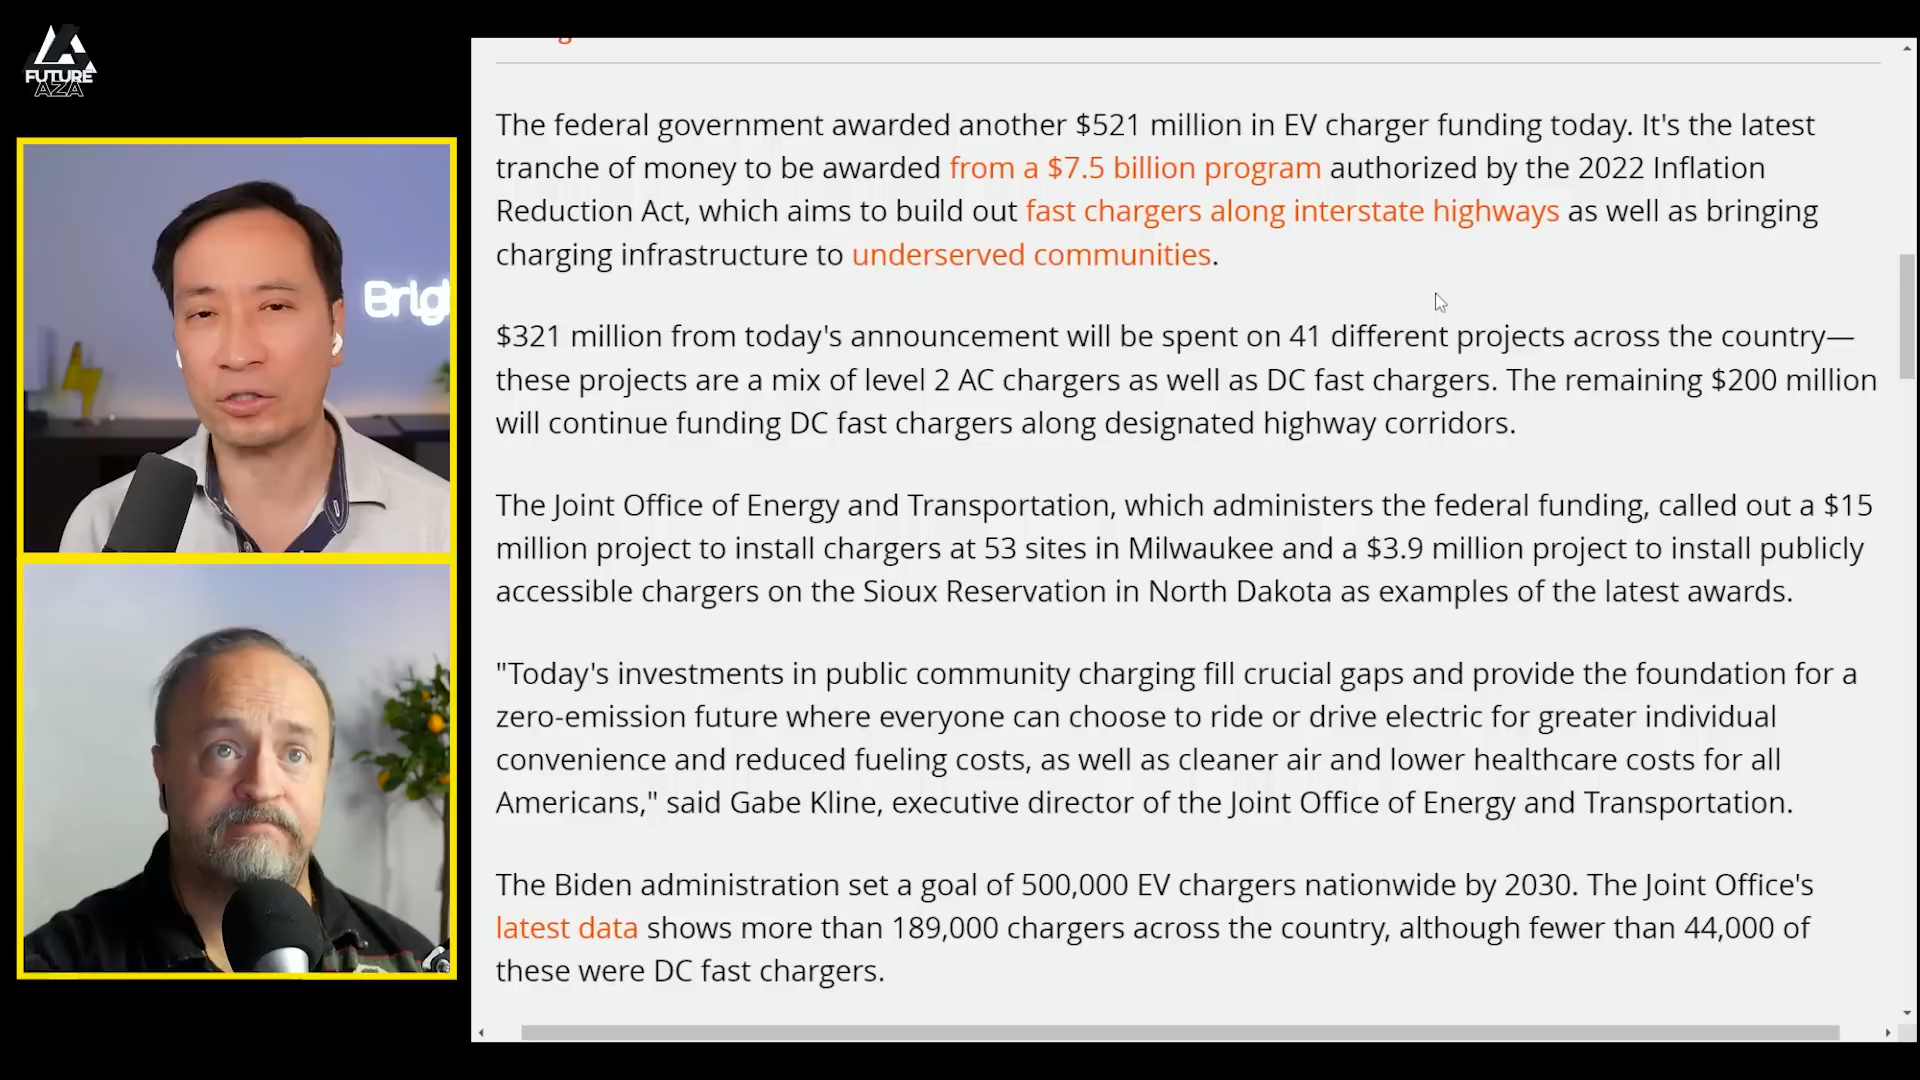 FUTURE
AZA
Brig
The federal government awarded another $521 million in EV charger funding today. It's the latest
tranche of money to be awarded from a $7.5 billion program authorized by the 2022 Inflation
Reduction Act, which aims to build out fast chargers along interstate highways as well as bringing
charging infrastructure to underserved communities.
$321 million from today's announcement will be spent on 41 different projects across the country—
these projects are a mix of level 2 AC chargers as well as DC fast chargers. The remaining $200 million
will continue funding DC fast chargers along designated highway corridors.
The Joint Office of Energy and Transportation, which administers the federal funding, called out a $15
million project to install chargers at 53 sites in Milwaukee and a $3.9 million project to install publicly
accessible chargers on the Sioux Reservation in North Dakota as examples of the latest awards.
"Today's investments in public community charging fill crucial gaps and provide the foundation for a
zero-emission future where everyone can choose to ride or drive electric for greater individual
convenience and reduced fueling costs, as well as cleaner air and lower healthcare costs for all
Americans," said Gabe Kline, executive director of the Joint Office of Energy and Transportation.
The Biden administration set a goal of 500,000 EV chargers nationwide by 2030. The Joint Office's
latest data shows more than 189,000 chargers across the country, although fewer than 44,000 of
these were DC fast chargers.